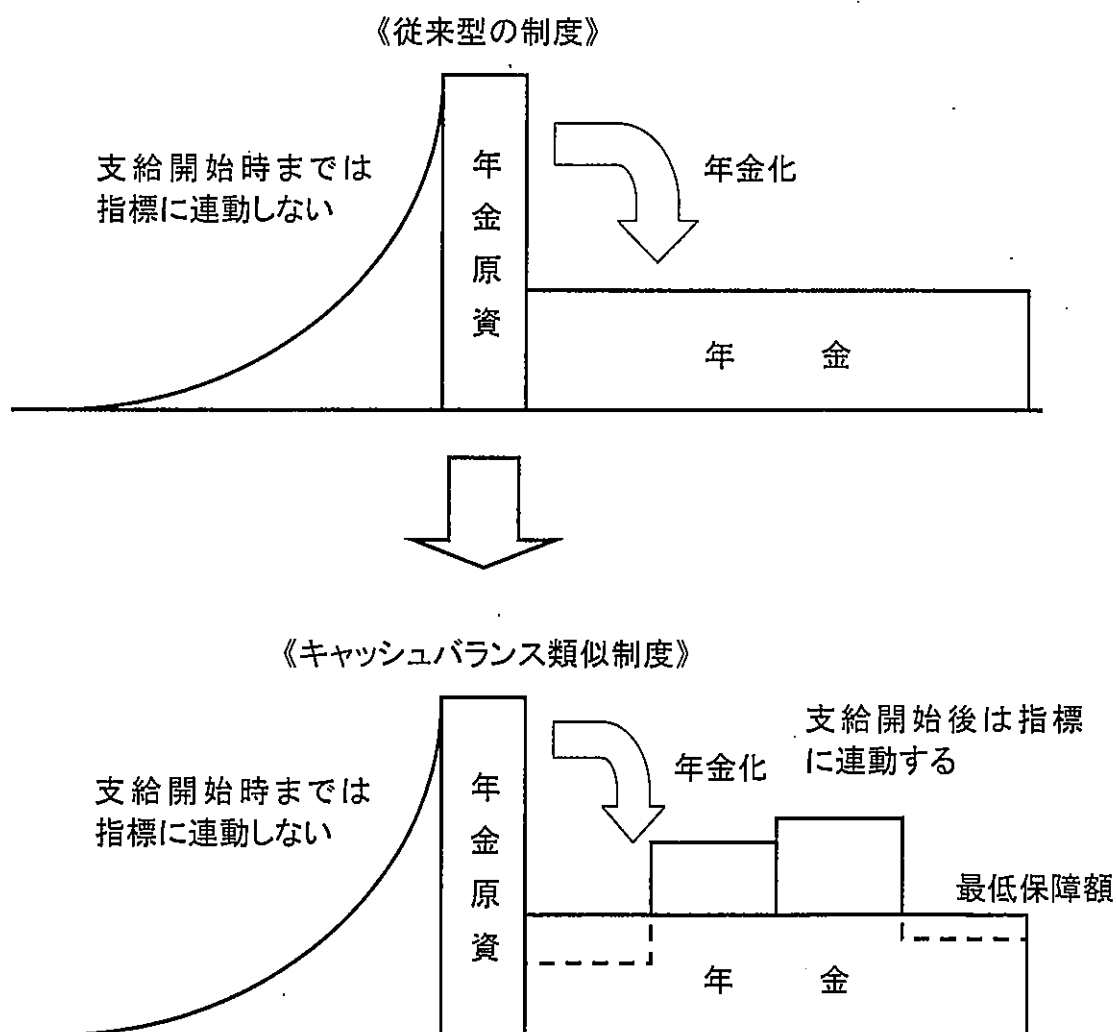 《従来型の制度》
支給開始時までは
指標に連動しない
年金原資
年金化
年金
《キャッシュバランス類似制度》
支給開始後は指標
に連動する
年金化
支給開始時までは
指標に連動しない
年金原資
最低保障額
年金